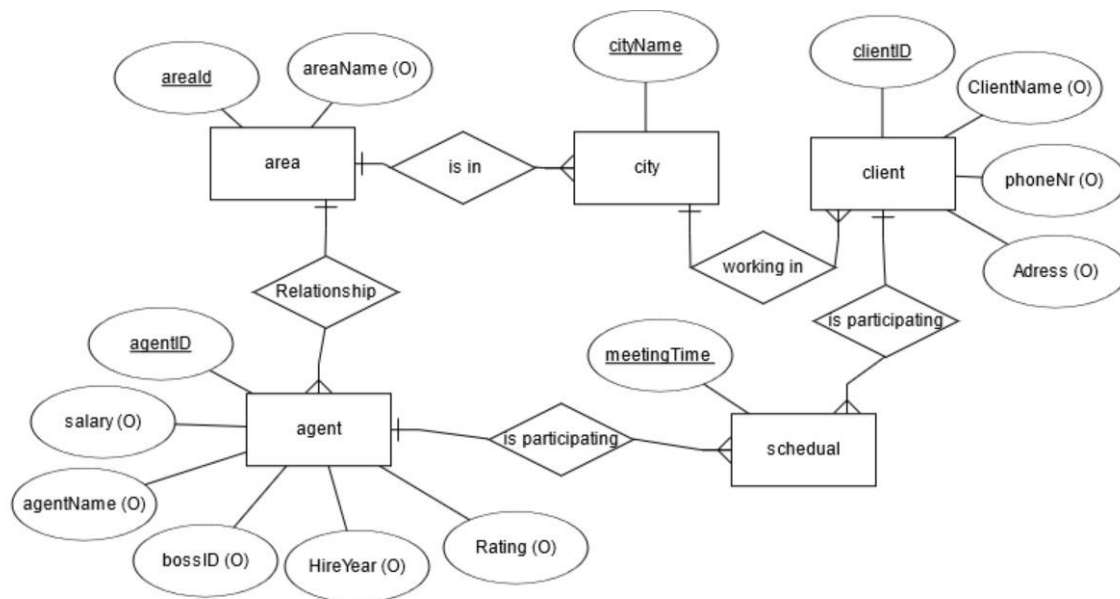 cityName
clientID
areaId
areaName (O)
ClientName (O)
area
is in
city
client
phoneNr (O)
working in
Adress (O)
Relationship
is participating
agentID
meetingTime
salary (O)
agent
is participating
schedual
agentName (O)
bossID (O)
HireYear (O)
Rating (O)